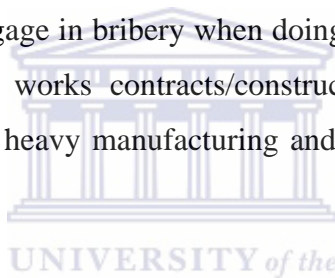 gage in bribery when doing
works contracts/construc
heavy manufacturing and
UNIVERSITY of the